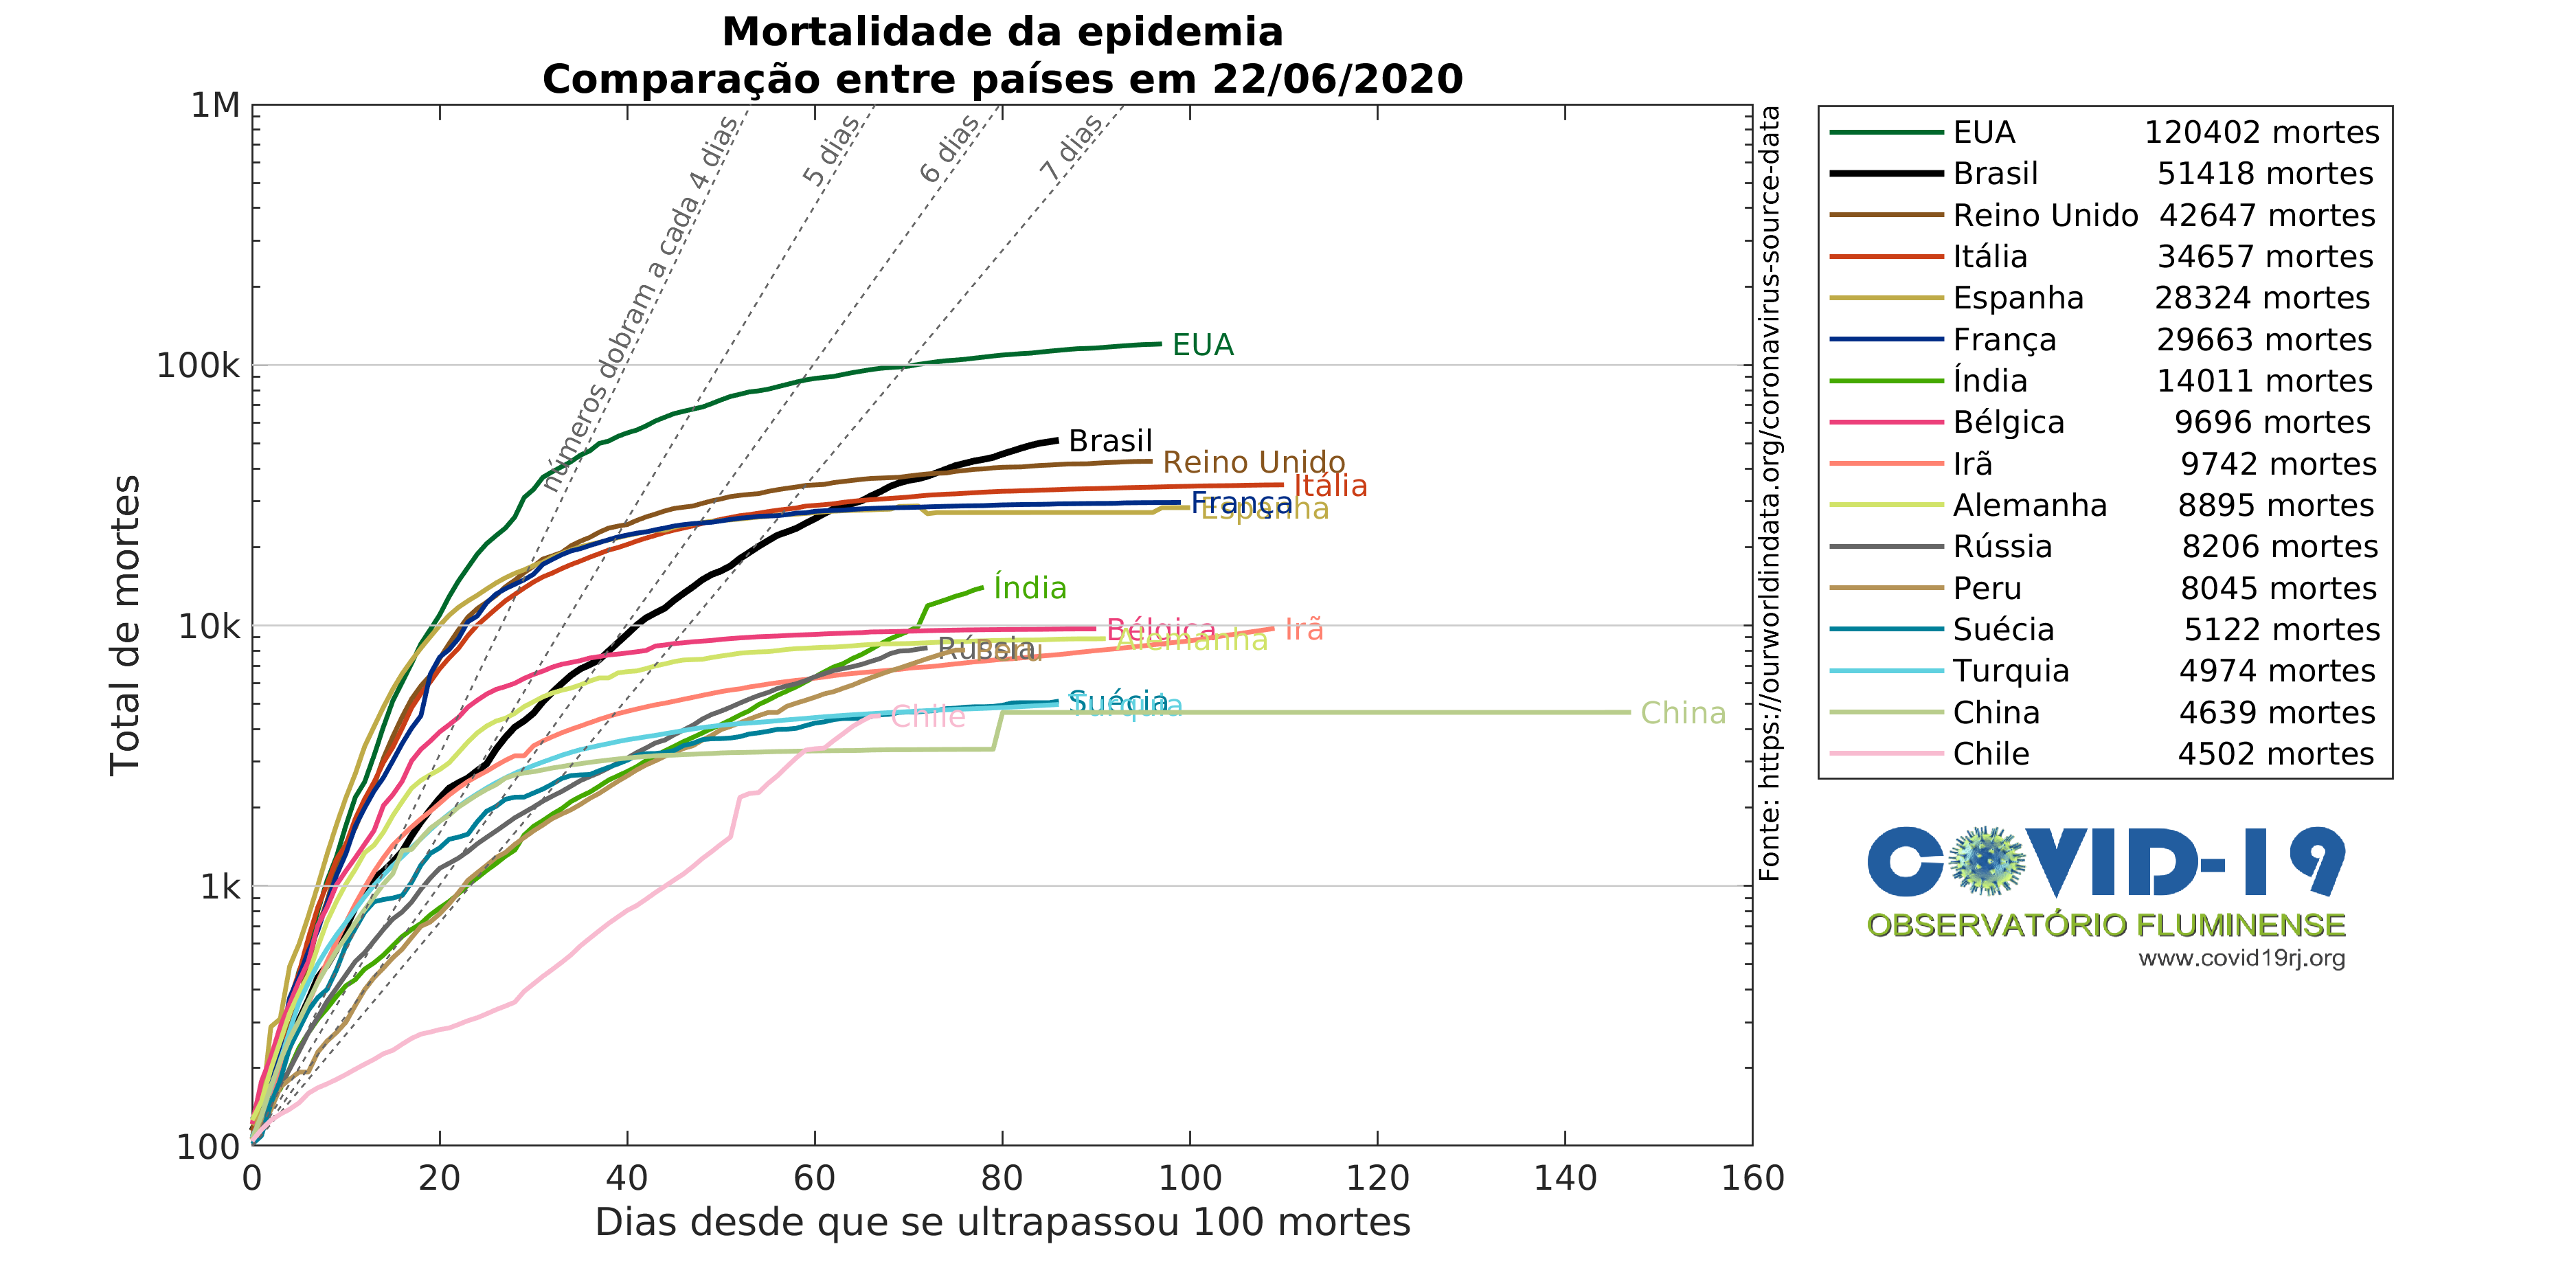 Mortalidade da epidemia
Comparação entre países em 22/06/2020
1M
100k
10k
1k
100
Total de mortes
0 20 40 60 80 100 120 140 160
Dias desde que se ultrapassou 100 mortes
números dobram a cada 4 dias
5 dias
6 dias
7 dias
EUA
Brasil
Reino Unido
Itália
França
Espanha
Índia
Bélgica
Irã
Alemanha
Rússia
Peru
Suécia
Turquia
Chile
China
Fonte: https://ourworldindata.org/coronavirus-source-data
EUA 120402 mortes
Brasil 51418 mortes
Reino Unido 42647 mortes
Itália 34657 mortes
Espanha 28324 mortes
França 29663 mortes
Índia 14011 mortes
Bélgica 9696 mortes
Irã 9742 mortes
Alemanha 8895 mortes
Rússia 8206 mortes
Peru 8045 mortes
Suécia 5122 mortes
Turquia 4974 mortes
China 4639 mortes
Chile 4502 mortes
COVID-19
OBSERVATÓRIO FLUMINENSE
www.covid19rj.org